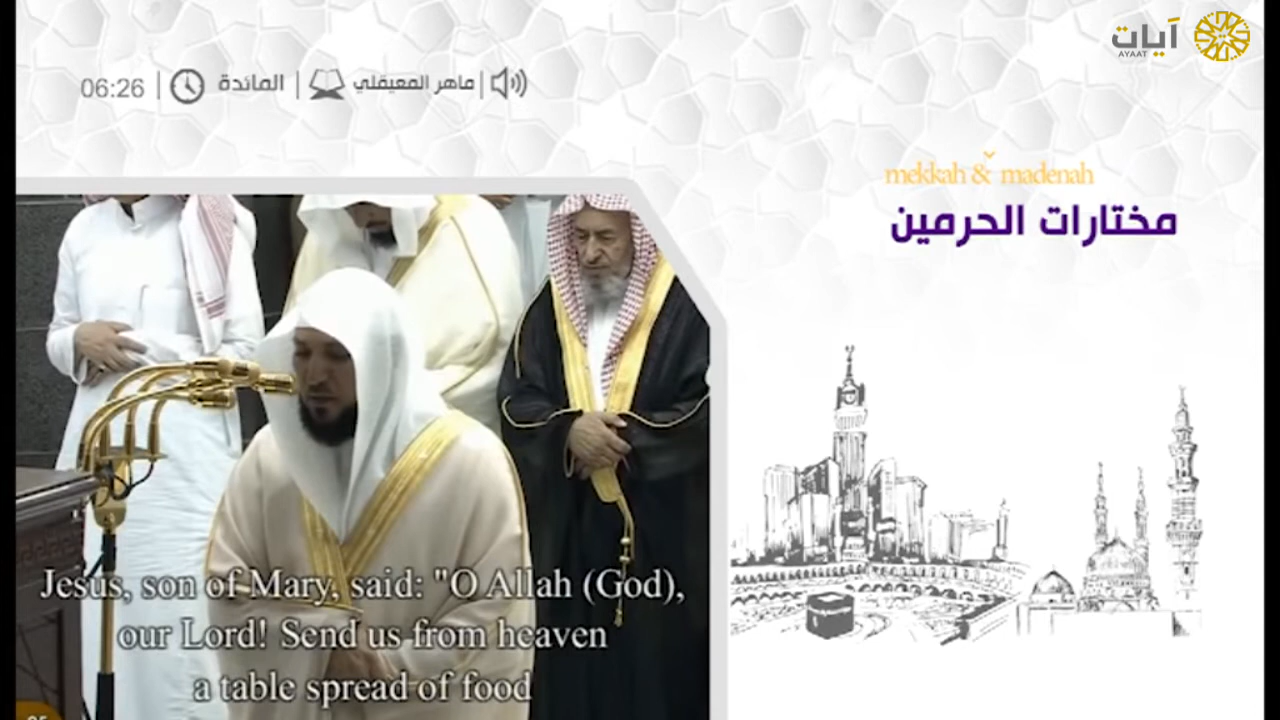 آيات
AYAAT
ماهر المعيقلي | المائدة | 06:26
mekkah & madenah
مختارات الحرمين
Jesus, son of Mary, said: "O Allah (God),
our Lord! Send us from heaven
a table spread of food